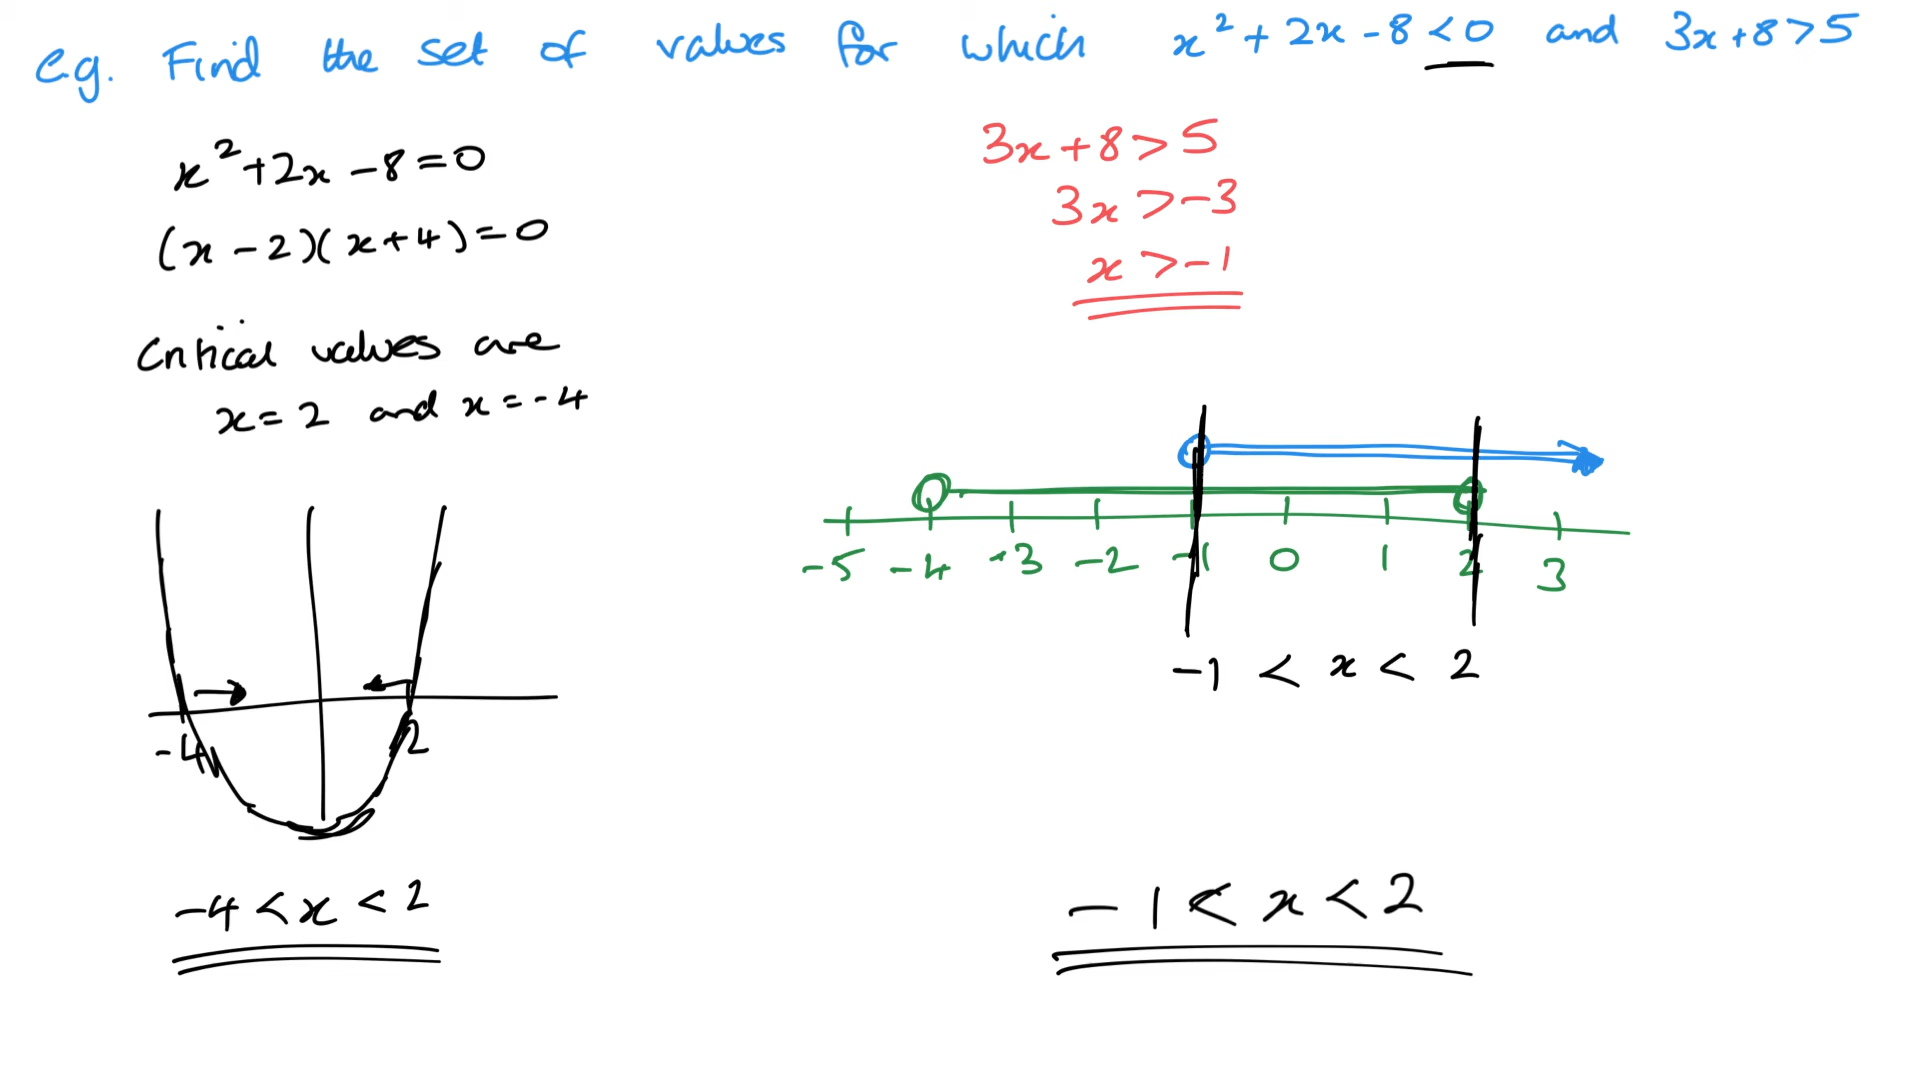 e.g. Find the set of values for which x² + 2x - 8 < 0 and 3x + 8 > 5
x² + 2x - 8 = 0
(x - 2)(x + 4) = 0
Critical values are
x = 2 and x = -4
-4 2
-4 < x < 2
3x + 8 > 5
3x > -3
x > -1
-5 -4 -3 -2 -1 0 1 2 3
-1 < x < 2
-1 < x < 2